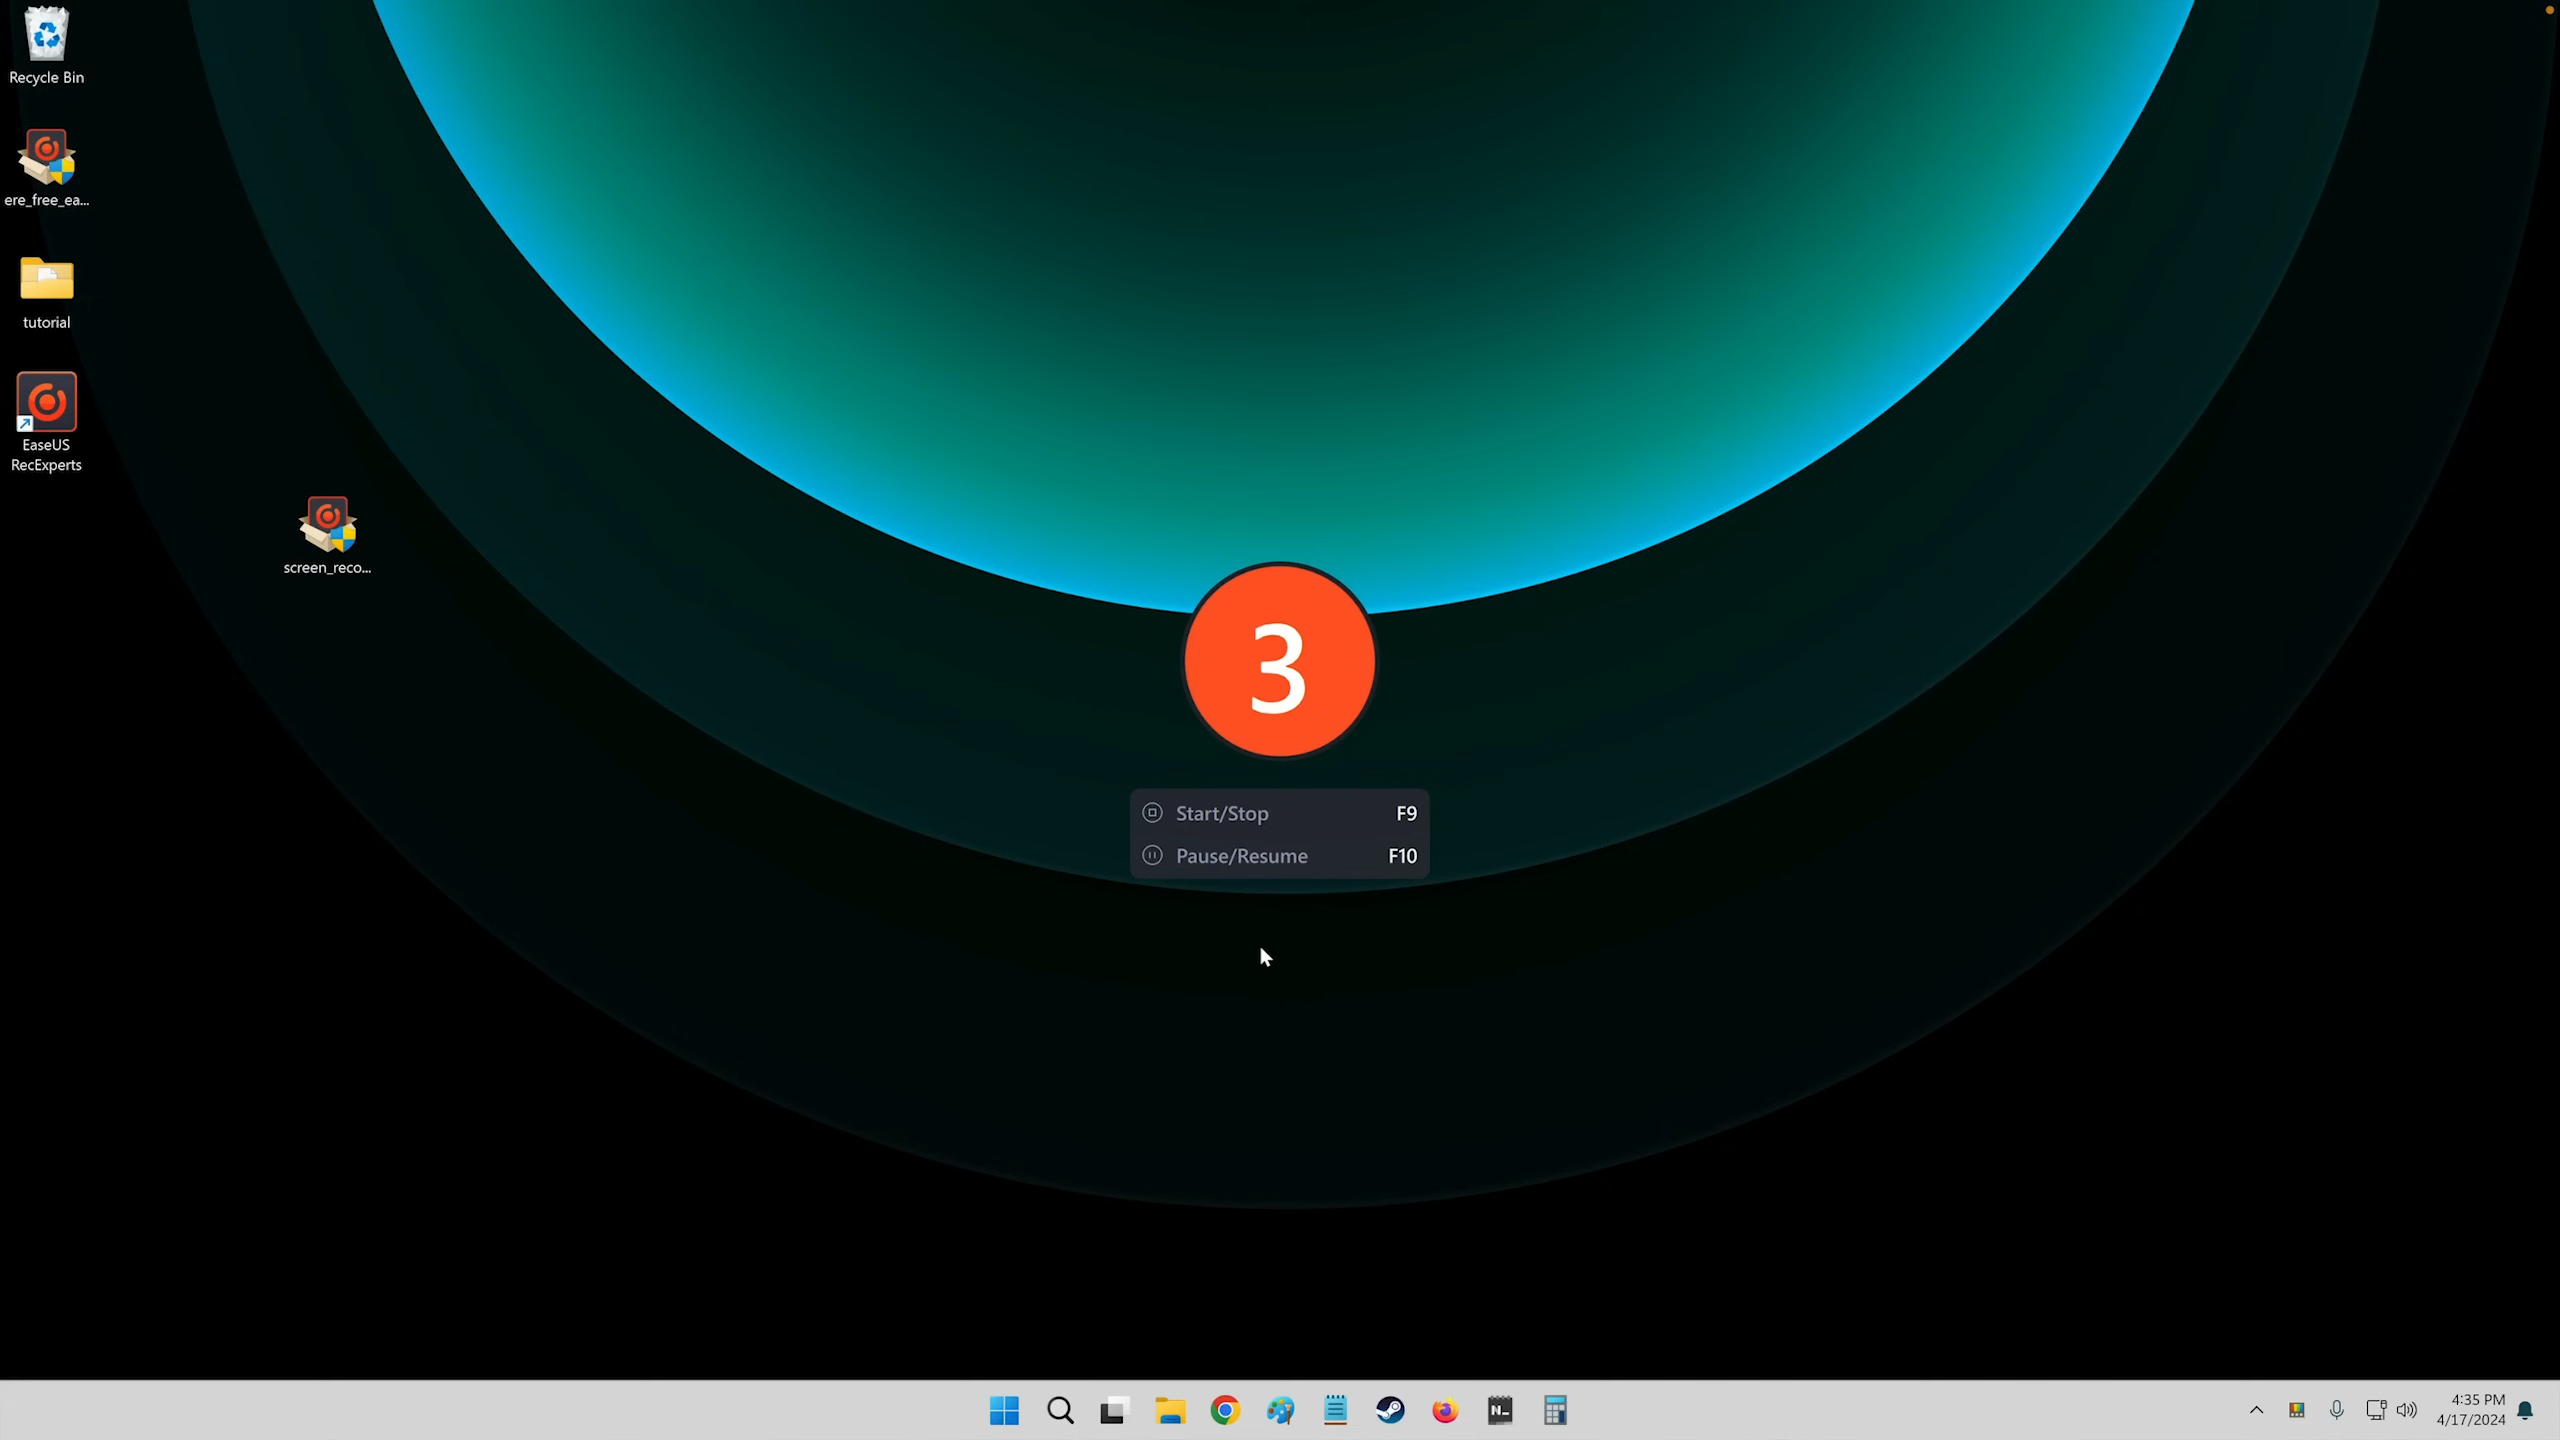 Recycle Bin
ere_free_ea...
tutorial
EaseUS
RecExperts
screen_reco...
3
Start/Stop F9
Pause/Resume F10
N_
4:35 PM
4/17/2024